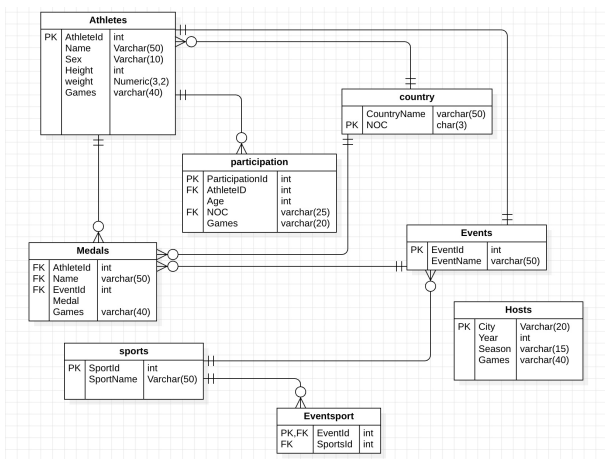 Athletes
PK AthleteId int
Name Varchar(50)
Sex Varchar(10)
Height int
weight Numeric(3,2)
Games varchar(40)
country
CountryName varchar(50)
PK NOC char(3)
participation
PK ParticipationId int
FK AthleteID int
Age int
FK NOC varchar(25)
Games varchar(20)
Events
PK EventId int
EventName varchar(50)
Medals
FK AthleteId int
FK Name varchar(50)
FK EventId int
Medal
Games varchar(40)
Hosts
PK City Varchar(20)
Year int
Season varchar(15)
Games varchar(40)
sports
PK SportId int
SportName Varchar(50)
Eventsport
PK,FK EventId int
FK SportsId int